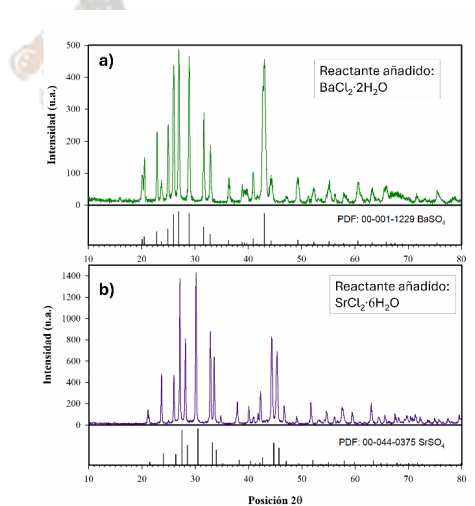 500
400
300
200
100
0
Intensidad (u.a.)
a)
Reactante añadido:
BaCl₂·2H₂O
PDF: 00-001-1229 BaSO₄
10 20 30 40 50 60 70 80
1400
1200
1000
800
600
400
200
0
Intensidad (u.a.)
b)
Reactante añadido:
SrCl₂·6H₂O
PDF: 00-044-0375 SrSO₄
10 20 30 40 50 60 70 80
Posición 2θ